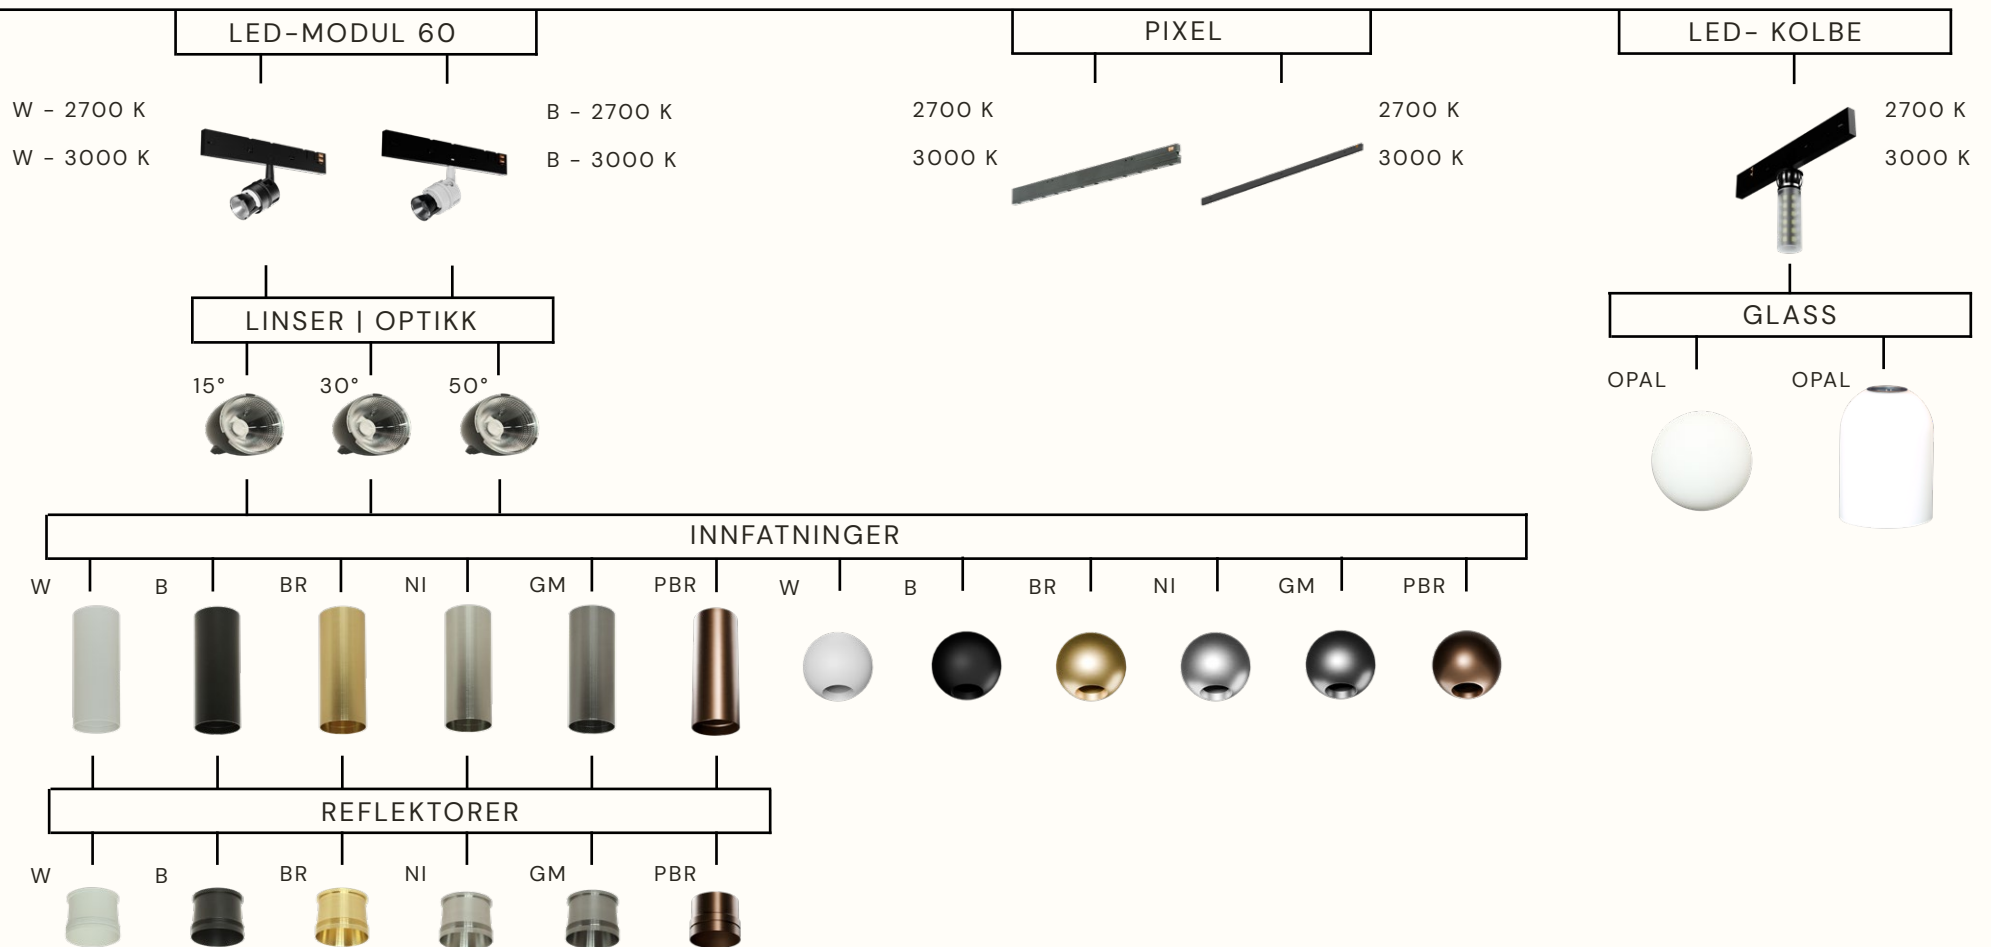 LED-MODUL 60
PIXEL
LED- KOLBE
W - 2700 K
W - 3000 K
B - 2700 K
B - 3000 K
2700 K
3000 K
2700 K
3000 K
2700 K
3000 K
LINSER | OPTIKK
15°
30°
50°
GLASS
OPAL
OPAL
INNFATNINGER
W
B
BR
NI
GM
PBR
W
B
BR
NI
GM
PBR
REFLEKTORER
W
B
BR
NI
GM
PBR